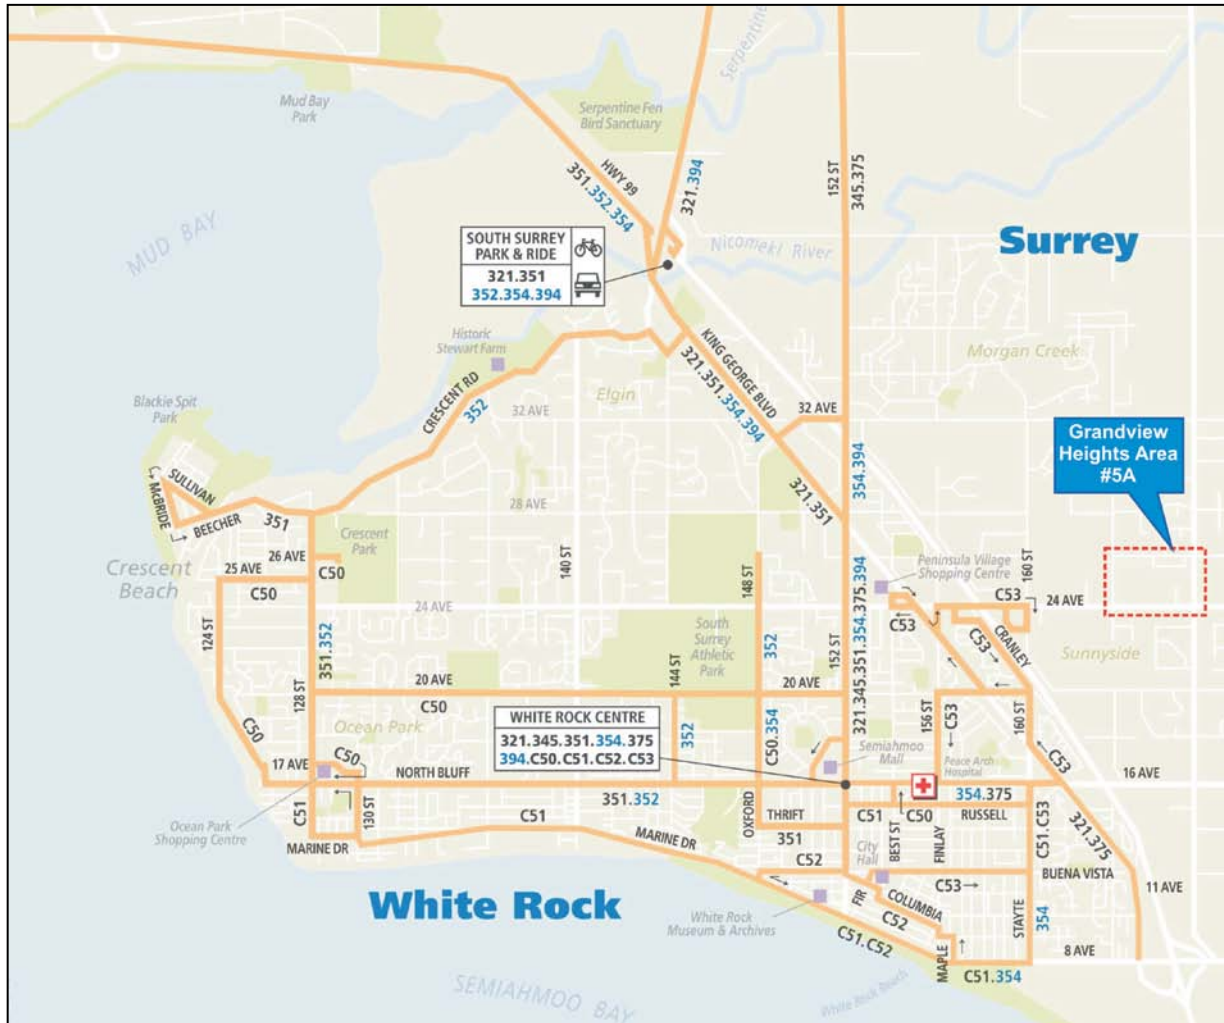 Mud Bay
Park
Serpentine Fen
Bird Sanctuary
Serpentine
HWY 99
351.352.354
321.394
152 ST
345.375
MUD BAY
SOUTH SURREY
PARK & RIDE
321.351
352.354.394
Nicomekl River
Surrey
Historic
Stewart Farm
KING GEORGE BLVD
321.351.354.394
Morgan Creek
Elgin
CRESCENT RD
352
32 AVE
32 AVE
Blackie Spit
Park
Grandview
Heights Area
#5A
354.394
SULLIVAN
McBRIDE
BEECHER
351
321.351
28 AVE
Crescent
Park
26 AVE
25 AVE
C50
C50
Crescent
Beach
140 ST
148 ST
Peninsula Village
Shopping Centre
160 ST
C53
24 AVE
24 AVE
C53
124 ST
351.352
128 ST
South
Surrey
Athletic
Park
352
152 ST
321.345.351.354.375.394
C53
CRANLEY
Sunnyside
144 ST
20 AVE
C50
20 AVE
156 ST
C53
160 ST
Ocean Park
C50
WHITE ROCK CENTRE
321.345.351.354.375
394.C50.C51.C52.C53
352
C50.354
Semiahmoo
Mall
Peace Arch
Hospital
C53
17 AVE
C50
NORTH BLUFF
351.352
16 AVE
354.375
C51
130 ST
Ocean Park
Shopping Centre
MARINE DR
C51
MARINE DR
OXFORD
THRIFT
351
C51
BEST ST
C50
FINLAY
RUSSELL
C51.C53
321.375
City
Hall
C52
BUENA VISTA
11 AVE
C53
White Rock
FIR
COLUMBIA
C52
STAYTE
354
White Rock
Museum & Archives
C51.C52
MAPLE
8 AVE
C51.354
White Rock Beach
SEMIAHMOO BAY